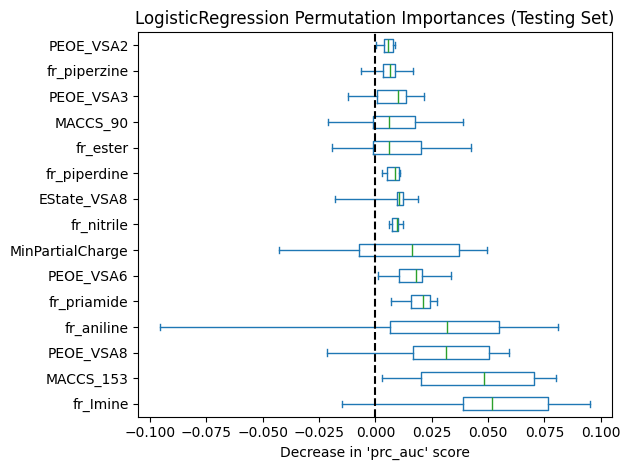 LogisticRegression Permutation Importances (Testing Set)
PEOE_VSA2
fr_piperzine
PEOE_VSA3
MACCS_90
fr_ester
fr_piperdine
EState_VSA8
fr_nitrile
MinPartialCharge
PEOE_VSA6
fr_priamide
fr_aniline
PEOE_VSA8
MACCS_153
fr_Imine
−0.100 −0.075 −0.050 −0.025 0.000 0.025 0.050 0.075 0.100
Decrease in 'prc_auc' score